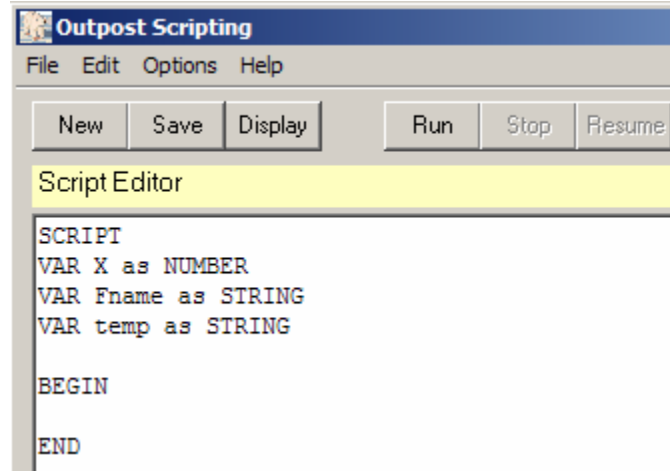 Outpost Scripting
File Edit Options Help
New Save Display Run Stop Resume
Script Editor
SCRIPT
VAR X as NUMBER
VAR Fname as STRING
VAR temp as STRING
BEGIN
END